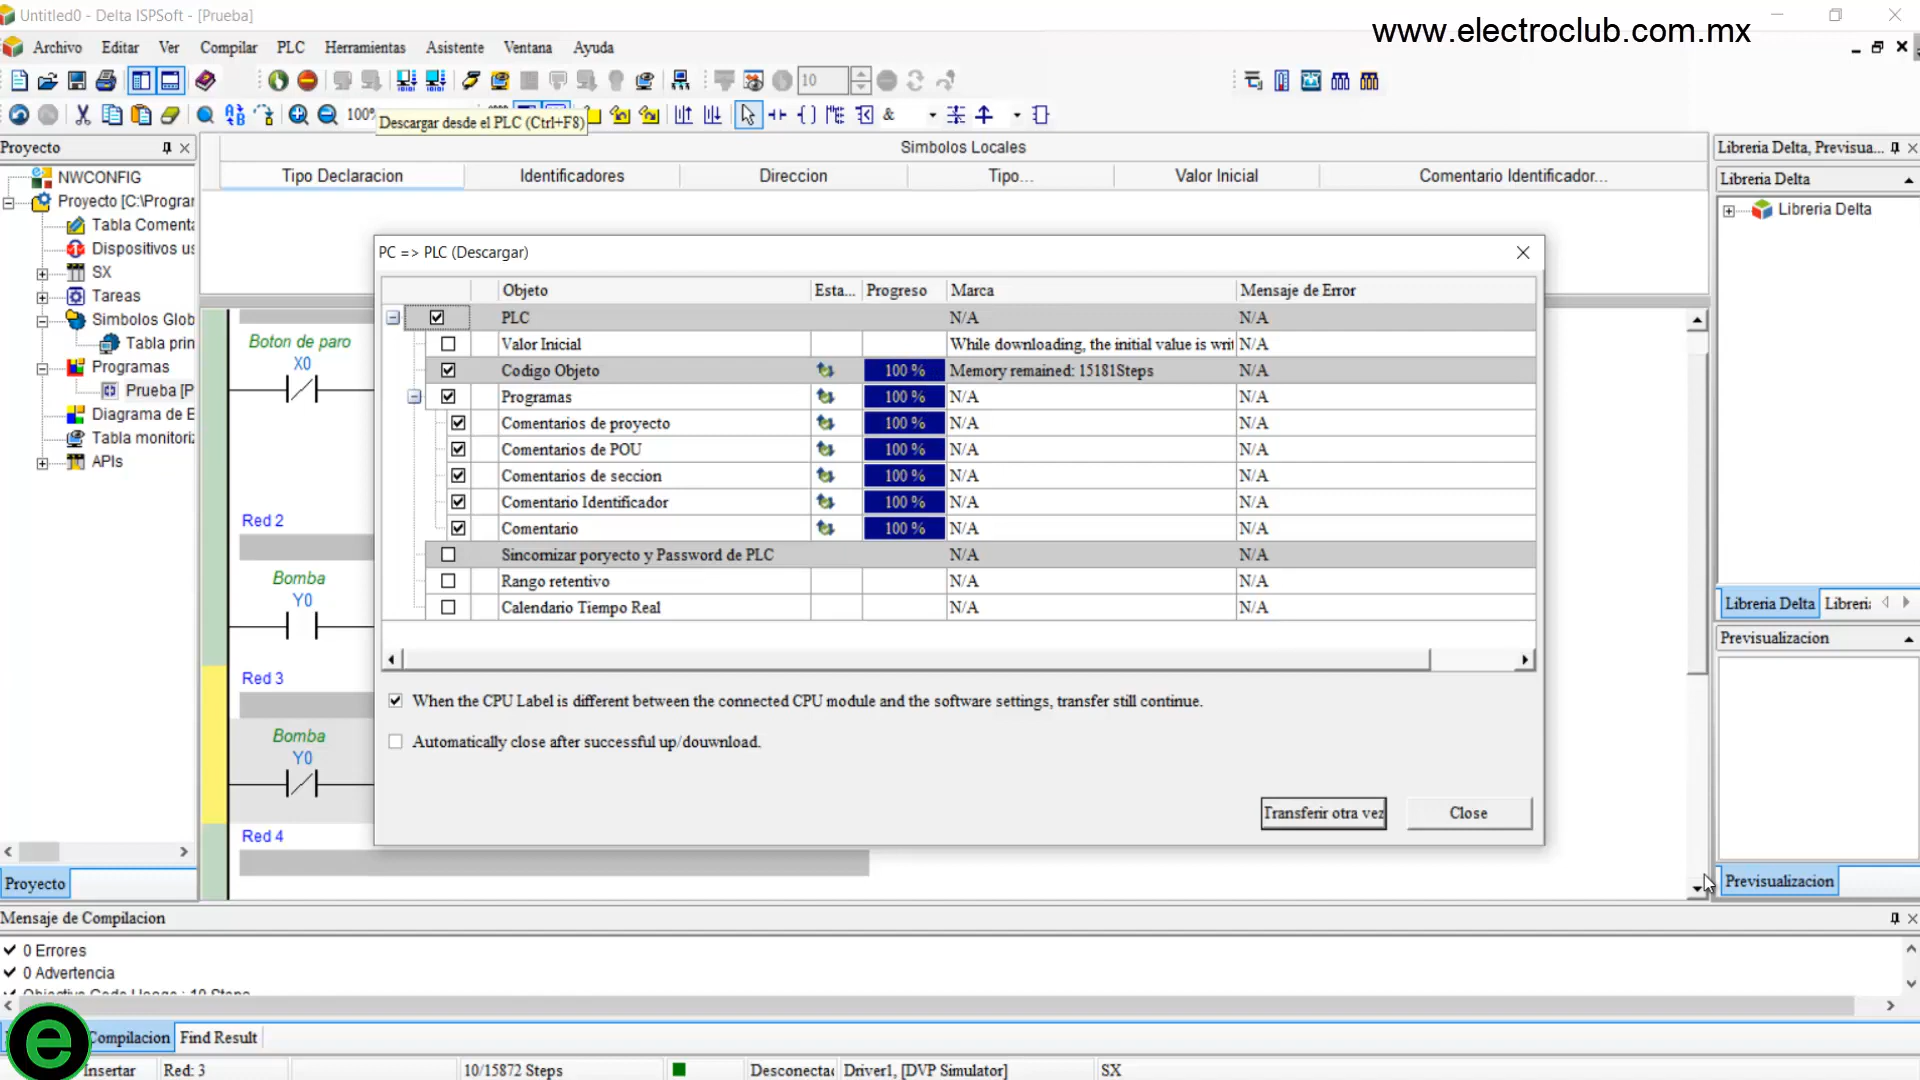 Untitled0 - Delta ISPSoft - [Prueba]
www.electroclub.com.mx
Archivo Editar Ver Compilar PLC Herramientas Asistente Ventana Ayuda
10
100%
&
Descargar desde el PLC (Ctrl+F8)
Proyecto
NWCONFIG
Proyecto [C:\Prograr
Tabla Comenta
Dispositivos us
SX
Tareas
Simbolos Glob
Tabla prin
Programas
Prueba [P
Diagrama de E
Tabla monitoriz
APIs
Proyecto
Simbolos Locales
Tipo Declaracion Identificadores Direccion Tipo... Valor Inicial Comentario Identificador...
Boton de paro
X0
Red 2
Bomba
Y0
Red 3
Bomba
Y0
Red 4
PC => PLC (Descargar)
Objeto Esta... Progreso Marca Mensaje de Error
PLC N/A N/A
Valor Inicial While downloading, the initial value is writ N/A
Codigo Objeto 100 % Memory remained: 15181Steps N/A
Programas 100 % N/A N/A
Comentarios de proyecto 100 % N/A N/A
Comentarios de POU 100 % N/A N/A
Comentarios de seccion 100 % N/A N/A
Comentario Identificador 100 % N/A N/A
Comentario 100 % N/A N/A
Sincornizar poryecto y Password de PLC N/A N/A
Rango retentivo N/A N/A
Calendario Tiempo Real N/A N/A
When the CPU Label is different between the connected CPU module and the software settings, transfer still continue.
Automatically close after successful up/douwnload.
Transferir otra vez Close
Libreria Delta, Previsua...
Libreria Delta
Libreria Delta
Libreria Delta Libreri
Previsualizacion
Previsualizacion
Mensaje de Compilacion
0 Errores
0 Advertencia
e
Compilacion Find Result
Insertar Red: 3 10/15872 Steps Desconecta Driver1, [DVP Simulator] SX